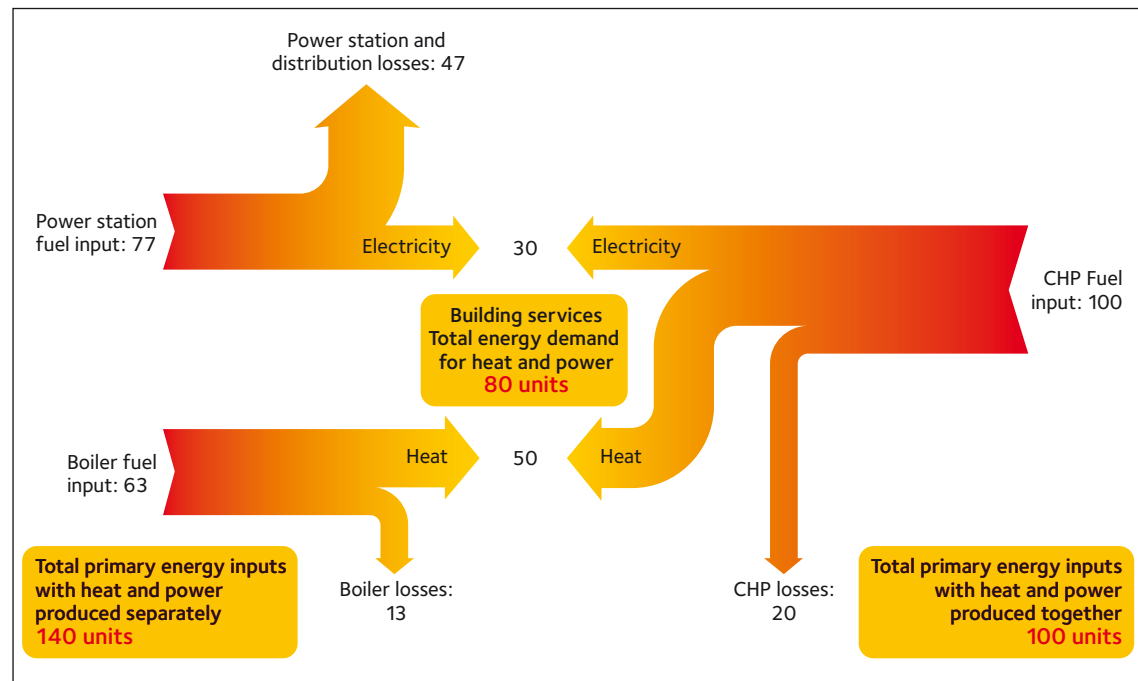 Power station and
distribution losses: 47
Power station
fuel input: 77
Electricity
30
Electricity
CHP Fuel
input: 100
Building services
Total energy demand
for heat and power
80 units
Boiler fuel
input: 63
Heat
50
Heat
Total primary energy inputs
with heat and power
produced separately
140 units
Boiler losses:
13
CHP losses:
20
Total primary energy inputs
with heat and power
produced together
100 units